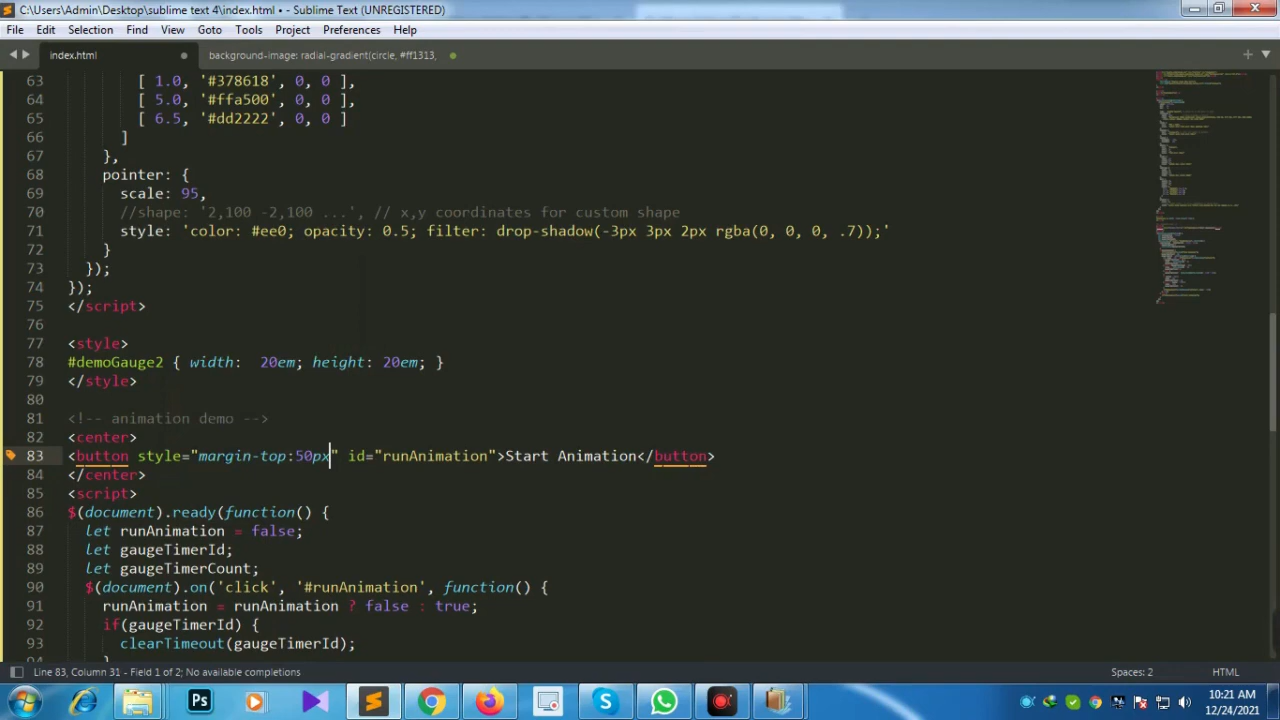 C:\Users\Admin\Desktop\sublime text 4\index.html • - Sublime Text (UNREGISTERED)
File Edit Selection Find View Goto Tools Project Preferences Help
index.html background-image: radial-gradient(circle, #ff1313,
63 [ 1.0, '#378618', 0, 0 ],
64 [ 5.0, '#ffa500', 0, 0 ],
65 [ 6.5, '#dd2222', 0, 0 ]
66 ]
67 },
68 pointer: {
69 scale: 95,
70 //shape: '2,100 -2,100 ...', // x,y coordinates for custom shape
71 style: 'color: #ee0; opacity: 0.5; filter: drop-shadow(-3px 3px 2px rgba(0, 0, 0, .7));'
72 }
73 });
74 });
75 </script>
76
77 <style>
78 #demoGauge2 { width: 20em; height: 20em; }
79 </style>
80
81 <!-- animation demo -->
82 <center>
83 <button style="margin-top:50px" id="runAnimation">Start Animation</button>
84 </center>
85 <script>
86 $(document).ready(function() {
87 let runAnimation = false;
88 let gaugeTimerId;
89 let gaugeTimerCount;
90 $(document).on('click', '#runAnimation', function() {
91 runAnimation = runAnimation ? false : true;
92 if(gaugeTimerId) {
93 clearTimeout(gaugeTimerId);
94 }
Line 83, Column 31 - Field 1 of 2; No available completions Spaces: 2 HTML
Ps
10:21 AM
12/24/2021